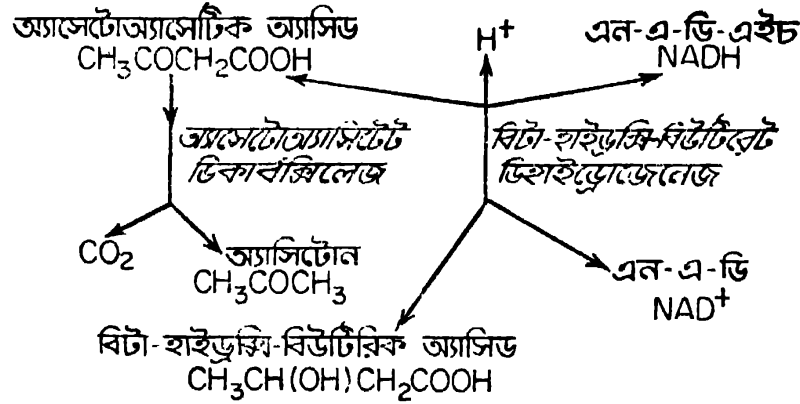 অ্যাসেটোঅ্যাসেটিক অ্যাসিড
CH₃COCH₂COOH
H⁺
এন-এ-ডি-এইচ
NADH
অ্যাসেটোঅ্যাসিটেট
ডিকার্বক্সিলেজ
বিটা-হাইড্রক্সি-বিউটিরেট
ডিহাইড্রোজেনেজ
CO₂
অ্যাসিটোন
CH₃COCH₃
এন-এ-ডি
NAD⁺
বিটা-হাইড্রক্সি-বিউটিরিক অ্যাসিড
CH₃CH(OH)CH₂COOH